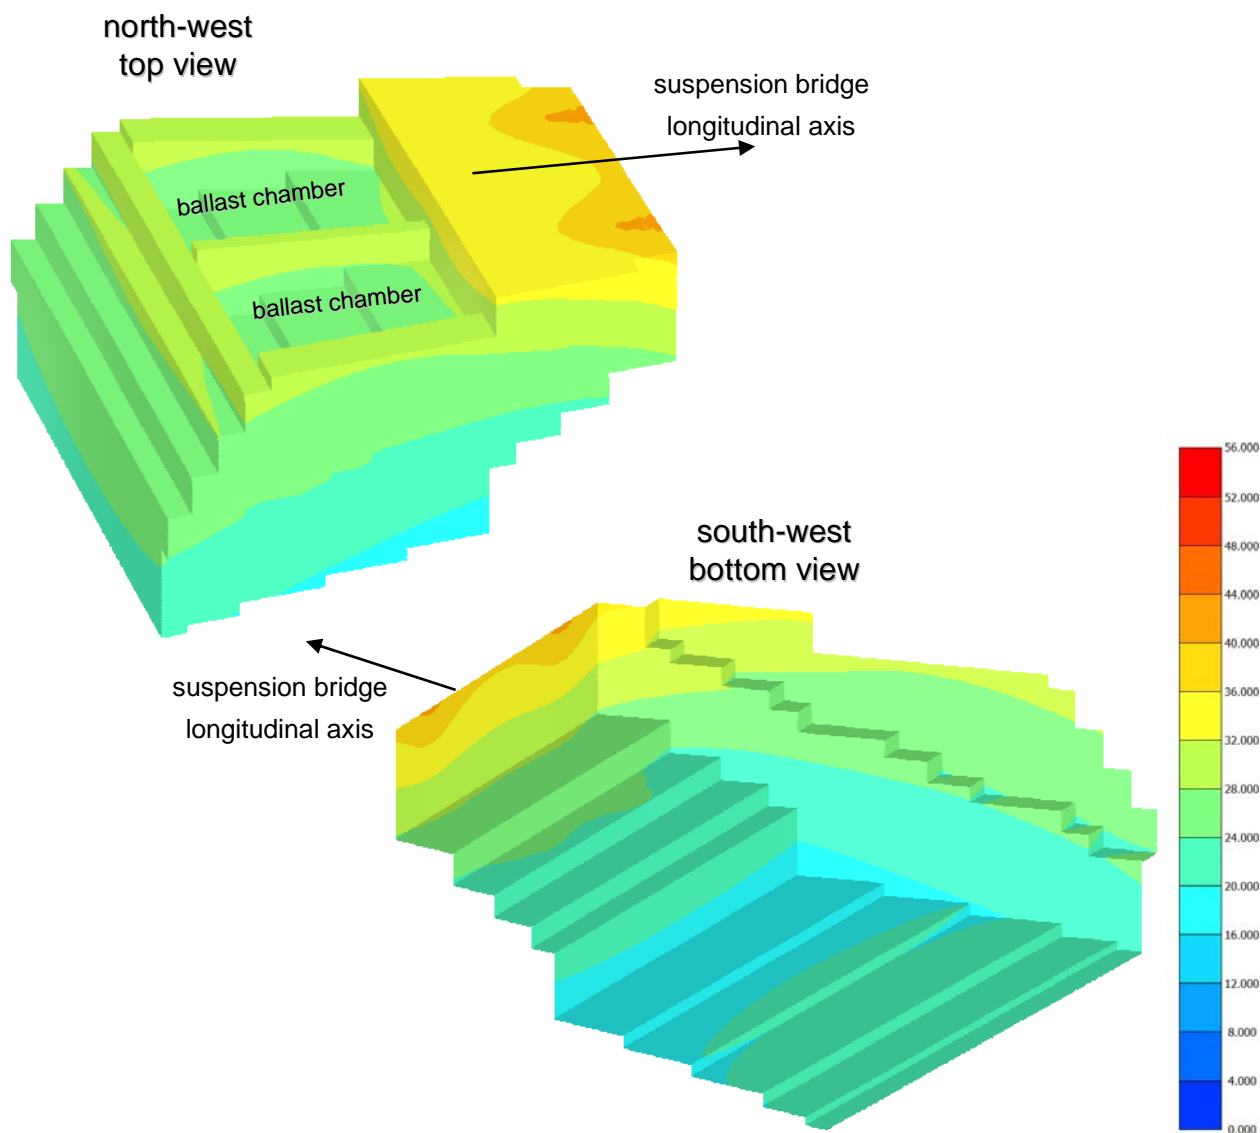 north-west
top view
suspension bridge
longitudinal axis
ballast chamber
ballast chamber
south-west
bottom view
suspension bridge
longitudinal axis
56.000
52.000
48.000
44.000
40.000
36.000
32.000
28.000
24.000
20.000
16.000
12.000
8.000
4.000
0.000